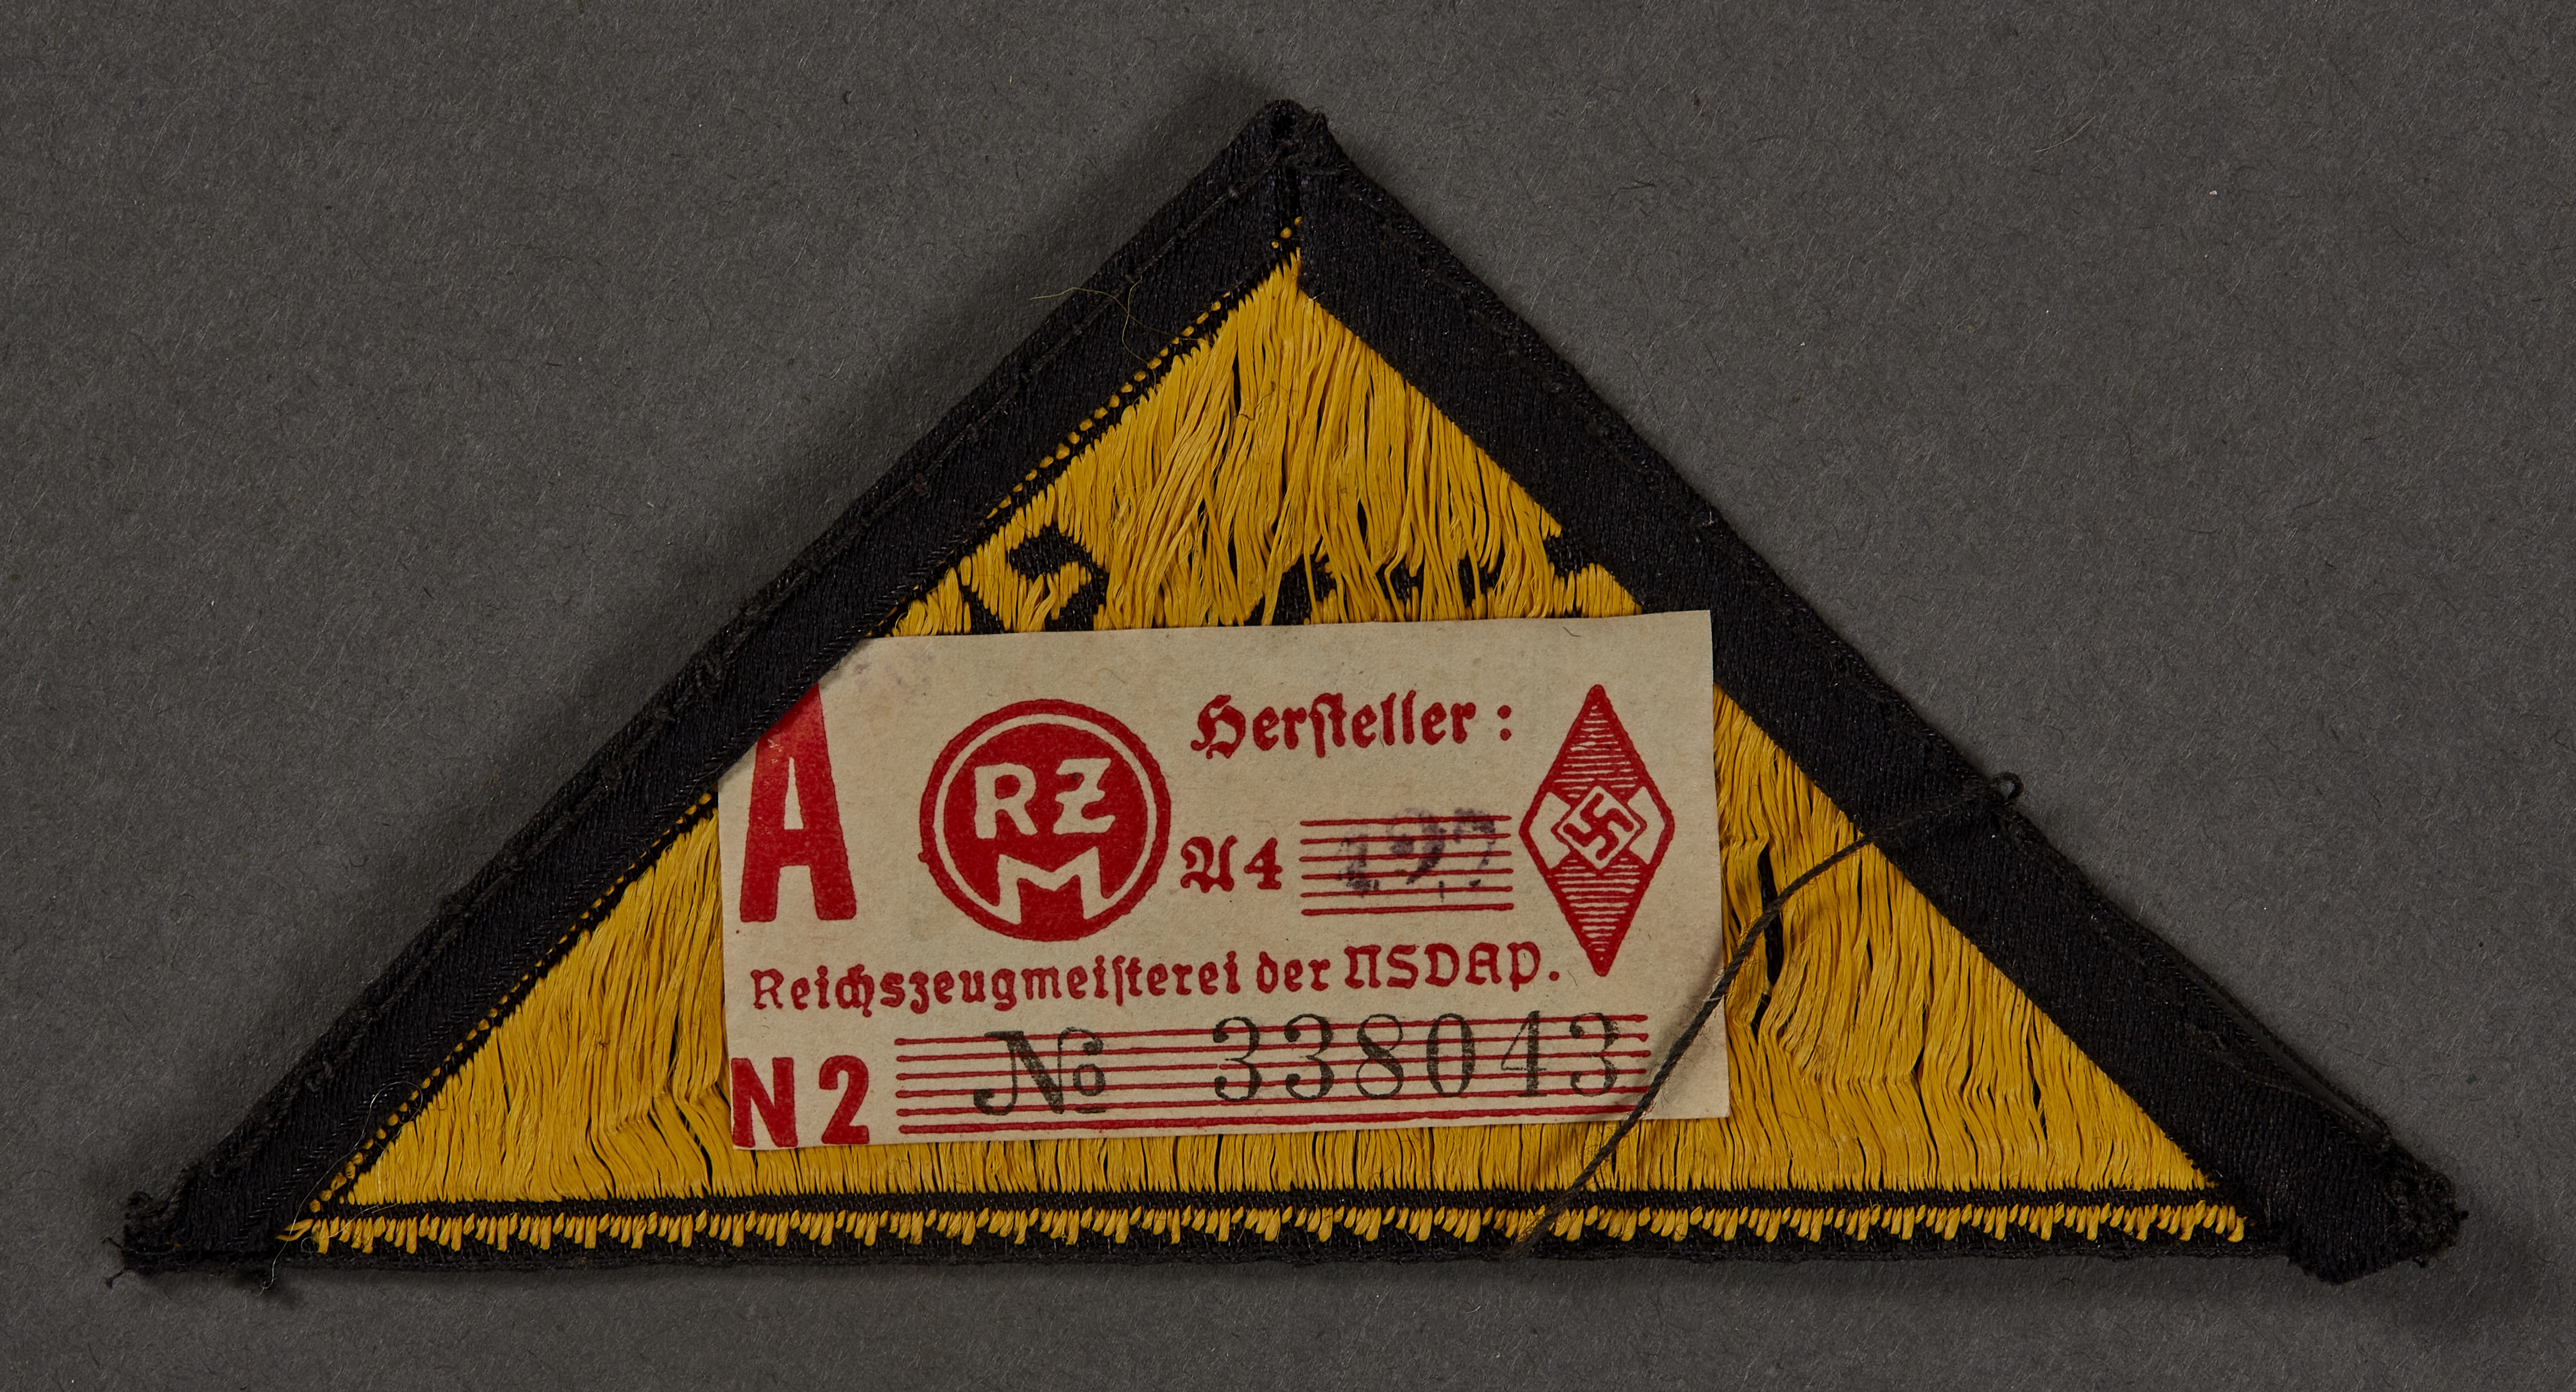 A
RZM
Hersteller:
A4
Reichszeugmeisterei der NSDAP.
N2 № 338043